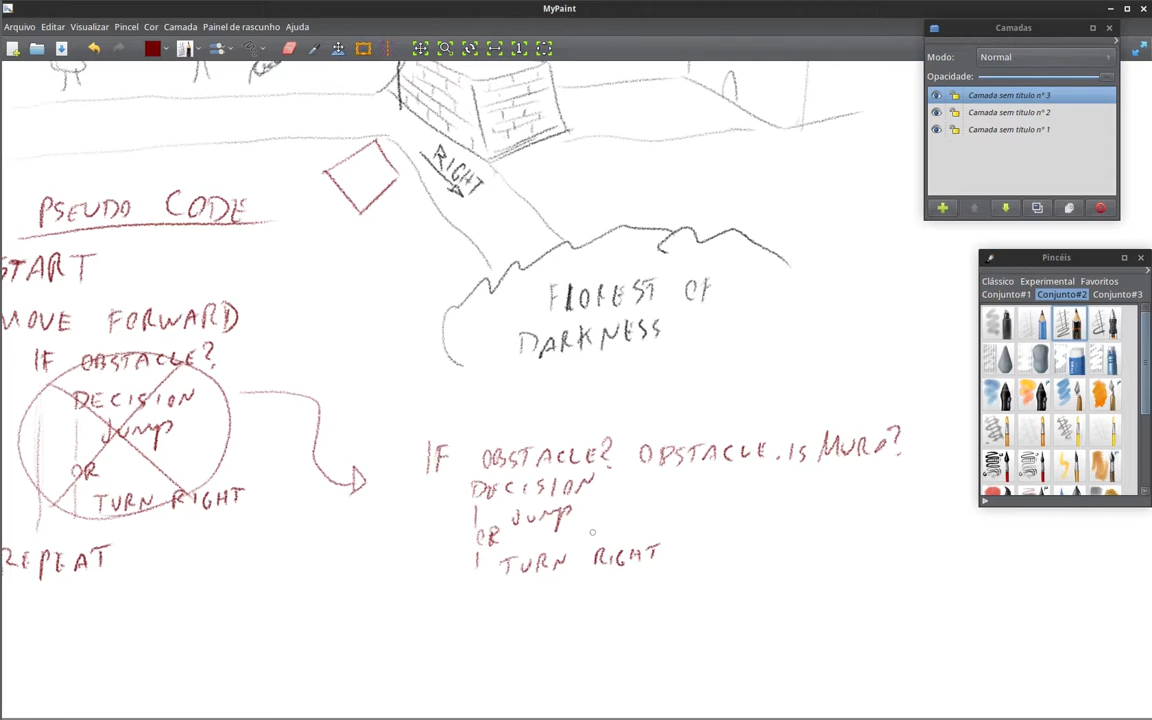 MyPaint
Arquivo Editar Visualizar Pincel Cor Camada Painel de rascunho Ajuda
Camadas
Modo: Normal
Opacidade:
Camada sem título nº 3
Camada sem título nº 2
Camada sem título nº 1
RIGHT
PSEUDO CODE
START
MOVE FORWARD
IF OBSTACLE?
DECISION
JUMP
OR
TURN RIGHT
REPEAT
FLOREST OF
DARKNESS
IF OBSTACLE? OBSTACLE.IS MURO?
DECISION
JUMP
OR
TURN RIGHT
Pincéis
Clássico Experimental Favoritos
Conjunto#1 Conjunto#2 Conjunto#3